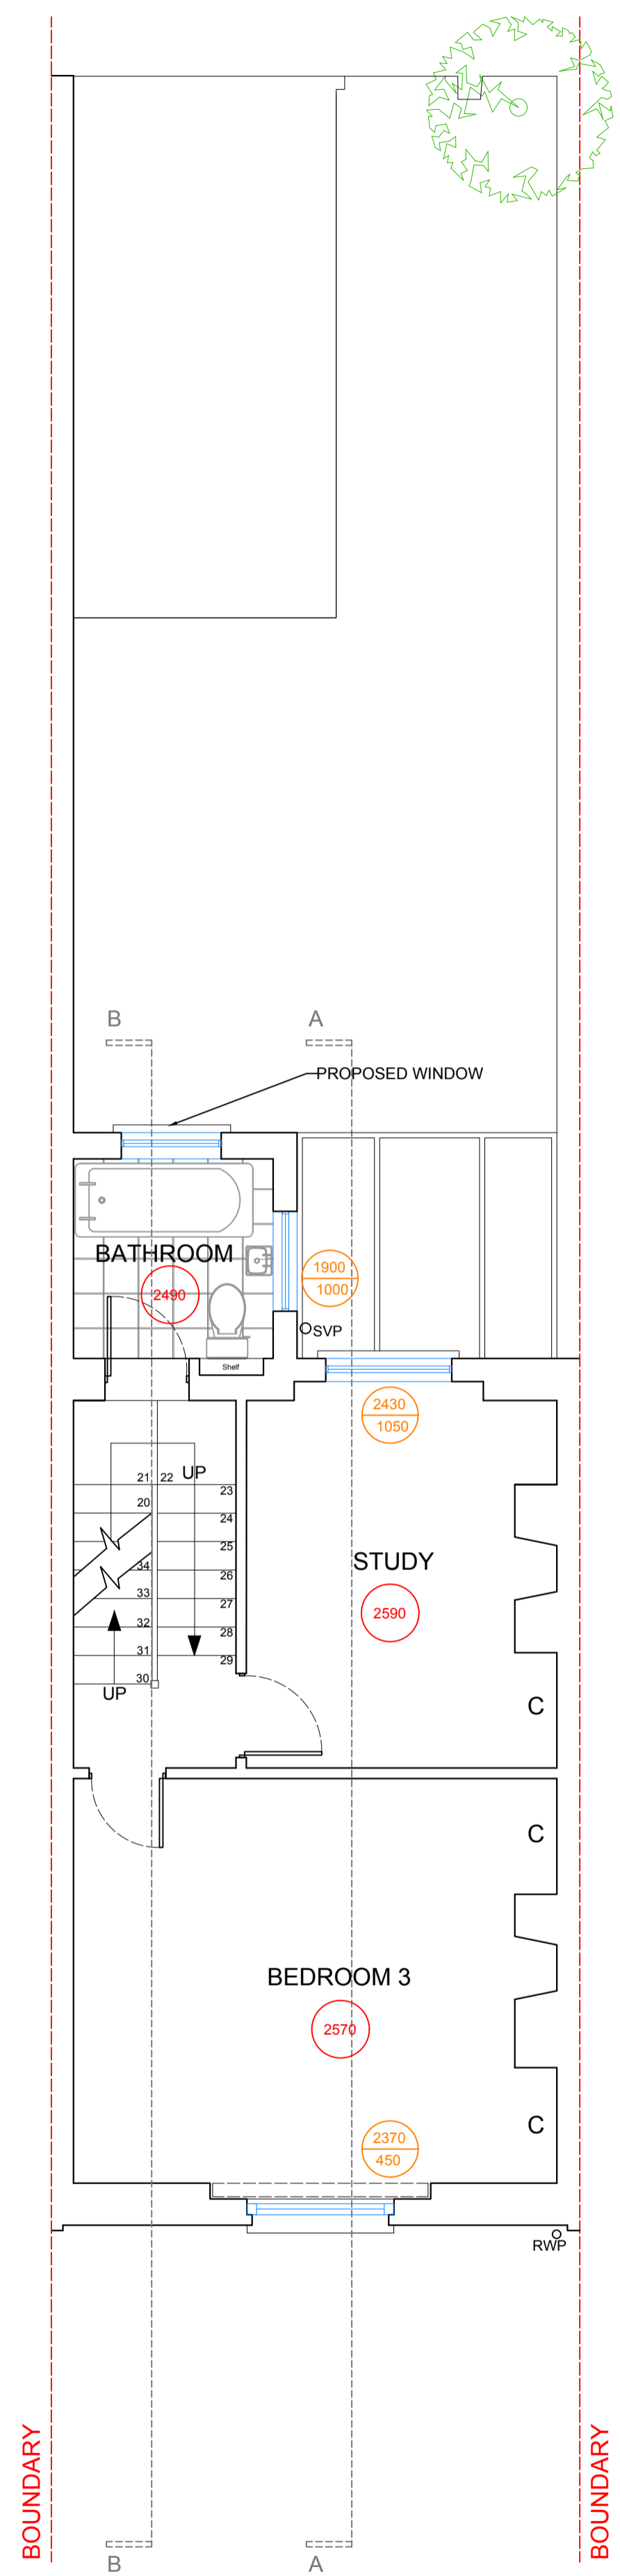 B
A
PROPOSED WINDOW
BATHROOM
2490
1900
1000
SVP
Shelf
2430
1050
21
22
UP
20
23
24
25
34
26
33
27
32
28
31
29
30
UP
STUDY
2590
C
C
BEDROOM 3
2570
C
2370
450
RWP
BOUNDARY
BOUNDARY
B
A